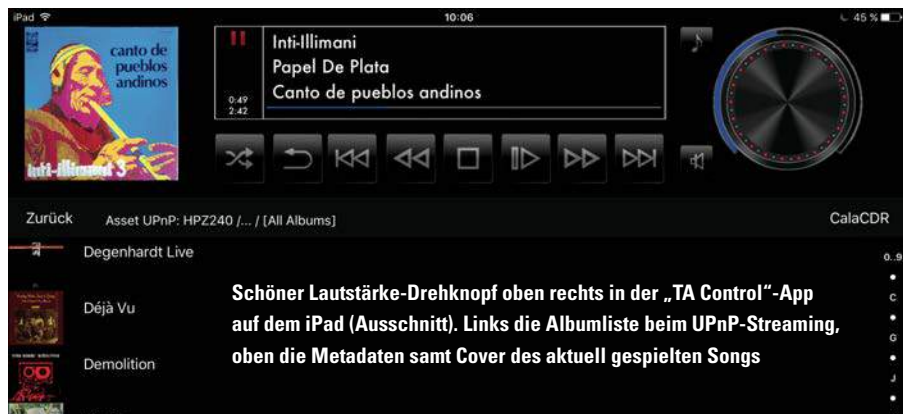 iPad
10:06
45 %
canto de
pueblos
andinos
inti-illimani 3
Inti-Illimani
Papel De Plata
Canto de pueblos andinos
0:49
2:42
Zurück
Asset UPnP: HPZ240 /... / [All Albums]
CalaCDR
Degenhardt Live
Déjà Vu
Demolition
Schöner Lautstärke-Drehknopf oben rechts in der „TA Control“-App
auf dem iPad (Ausschnitt). Links die Albumliste beim UPnP-Streaming,
oben die Metadaten samt Cover des aktuell gespielten Songs
0..9
C
G
J